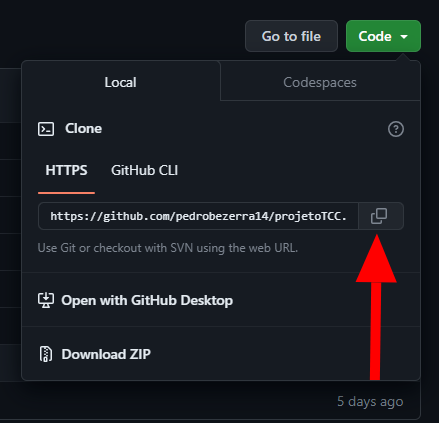 Go to file
Code
Local
Codespaces
Clone
HTTPS
GitHub CLI
https://github.com/pedrobezerra14/projetoTCC.
Use Git or checkout with SVN using the web URL.
Open with GitHub Desktop
Download ZIP
5 days ago